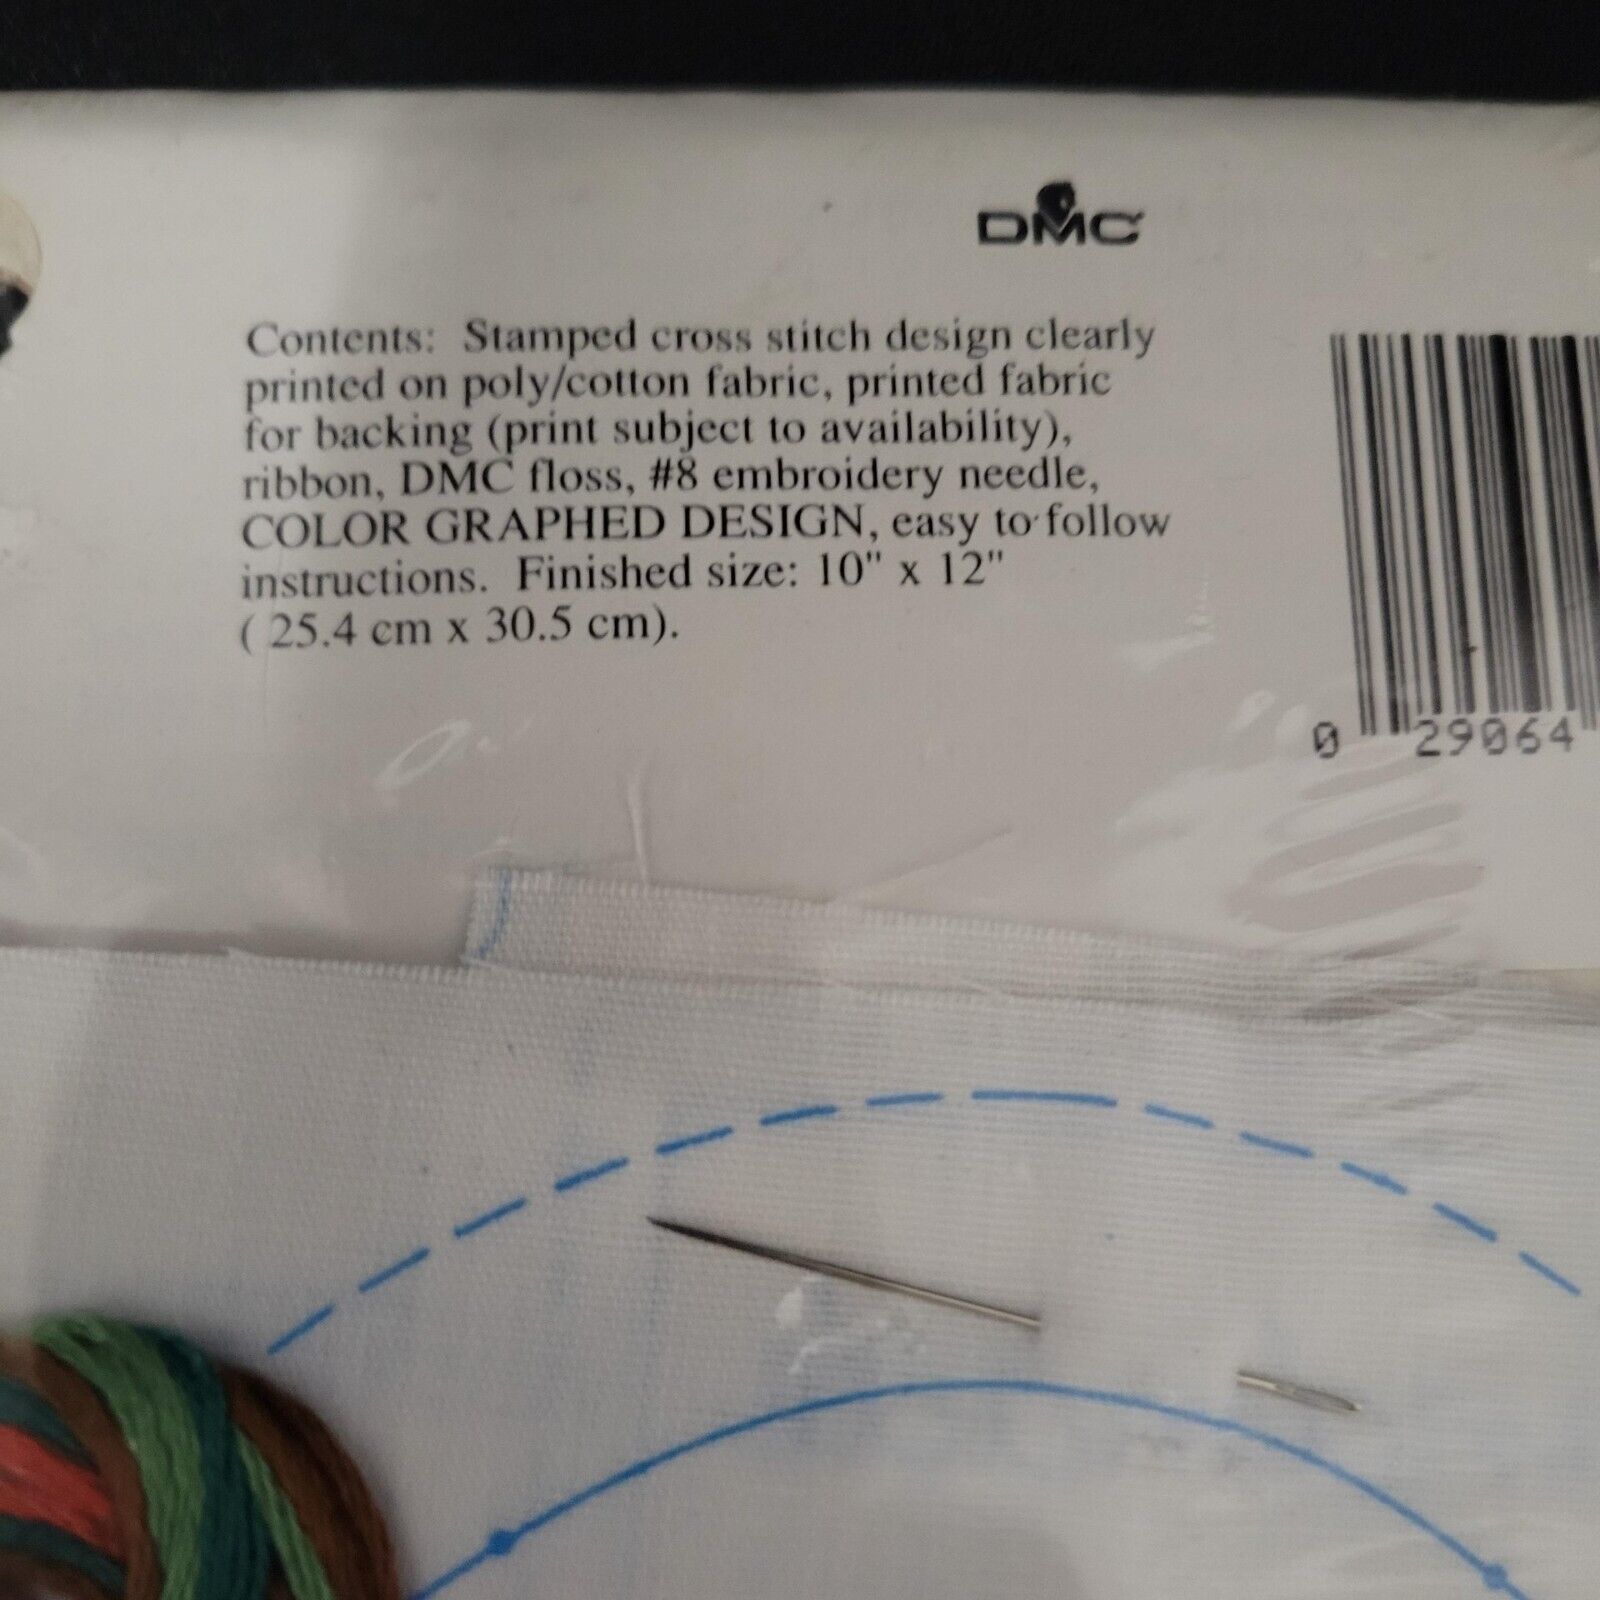 DMC
Contents: Stamped cross stitch design clearly
printed on poly/cotton fabric, printed fabric
for backing (print subject to availability),
ribbon, DMC floss, #8 embroidery needle,
COLOR GRAPHED DESIGN, easy to follow
instructions. Finished size: 10" x 12"
( 25.4 cm x 30.5 cm).
0 29064